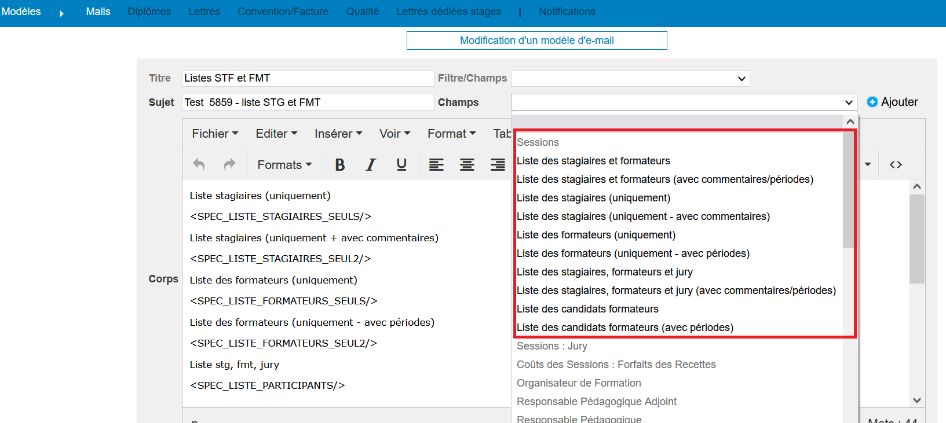 Modèles Mails Diplômes Lettres Convention/Facture Qualité Lettres dédiées stages | Notifications
Modification d'un modèle d'e-mail
Titre Listes STF et FMT Filtre/Champs
Sujet Test 5859 - liste STG et FMT Champs Ajouter
Fichier Editer Insérer Voir Format Tab
Formats B I U <>
Corps
Liste stagiaires (uniquement)
<SPEC_LISTE_STAGIAIRES_SEULS/>
Liste stagiaires (uniquement + avec commentaires)
<SPEC_LISTE_STAGIAIRES_SEUL2/>
Liste des formateurs (uniquement)
<SPEC_LISTE_FORMATEURS_SEULS/>
Liste des formateurs (uniquement - avec périodes)
<SPEC_LISTE_FORMATEURS_SEUL2/>
Liste stg, fmt, jury
<SPEC_LISTE_PARTICIPANTS/>
Sessions
Liste des stagiaires et formateurs
Liste des stagiaires et formateurs (avec commentaires/périodes)
Liste des stagiaires (uniquement)
Liste des stagiaires (uniquement - avec commentaires)
Liste des formateurs (uniquement)
Liste des formateurs (uniquement - avec périodes)
Liste des stagiaires, formateurs et jury
Liste des stagiaires, formateurs et jury (avec commentaires/périodes)
Liste des candidats formateurs
Liste des candidats formateurs (avec périodes)
Sessions : Jury
Coûts des Sessions : Forfaits des Recettes
Organisateur de Formation
Responsable Pédagogique Adjoint
Responsable Pédagogique